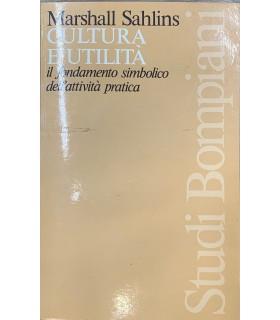 Marshall Sahlins
CULTURA
E UTILITÀ
il fondamento simbolico
dell'attività pratica
Studi Bompiani